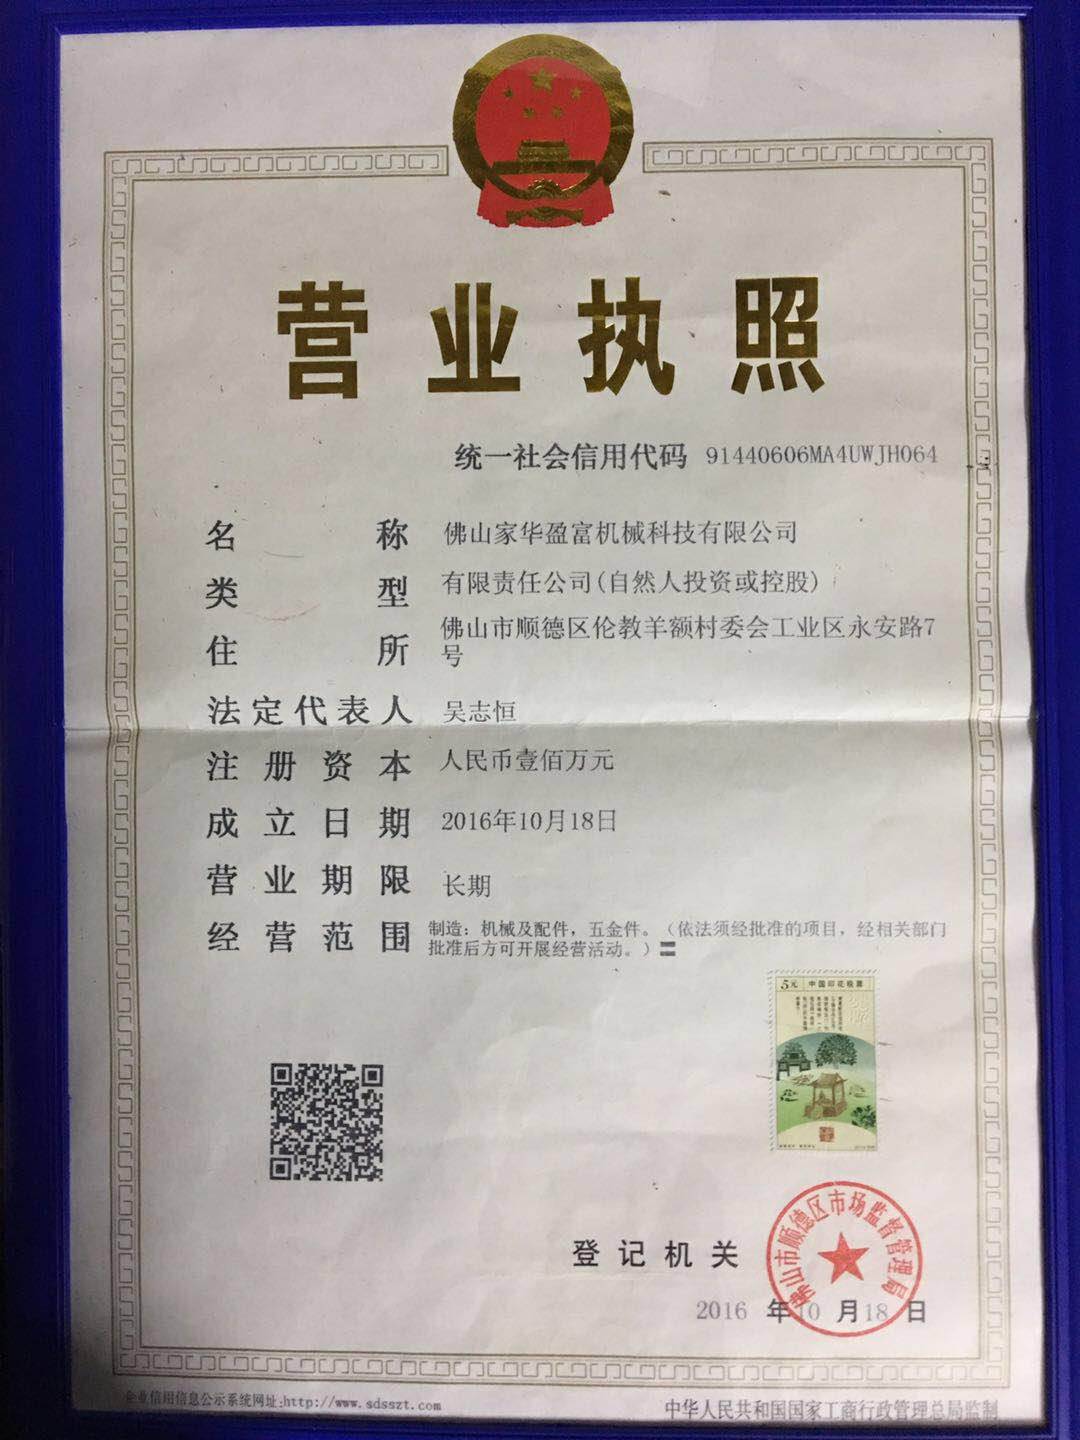 营业执照
统一社会信用代码 91440606MA4UWJH064
名称 佛山家华盈富机械科技有限公司
类型 有限责任公司(自然人投资或控股)
住所 佛山市顺德区伦教羊额村委会工业区永安路7
号
法定代表人 吴志恒
注册资本 人民币壹佰万元
成立日期 2016年10月18日
营业期限 长期
经营范围 制造：机械及配件，五金件。（依法须经批准的项目，经相关部门
批准后方可开展经营活动。）〓
5元 中国印花税票
登记机关
佛山市顺德区市场监督管理局
2016 年10 月18 日
企业信用信息公示系统网址:http://www.sdsszt.com
中华人民共和国国家工商行政管理总局监制